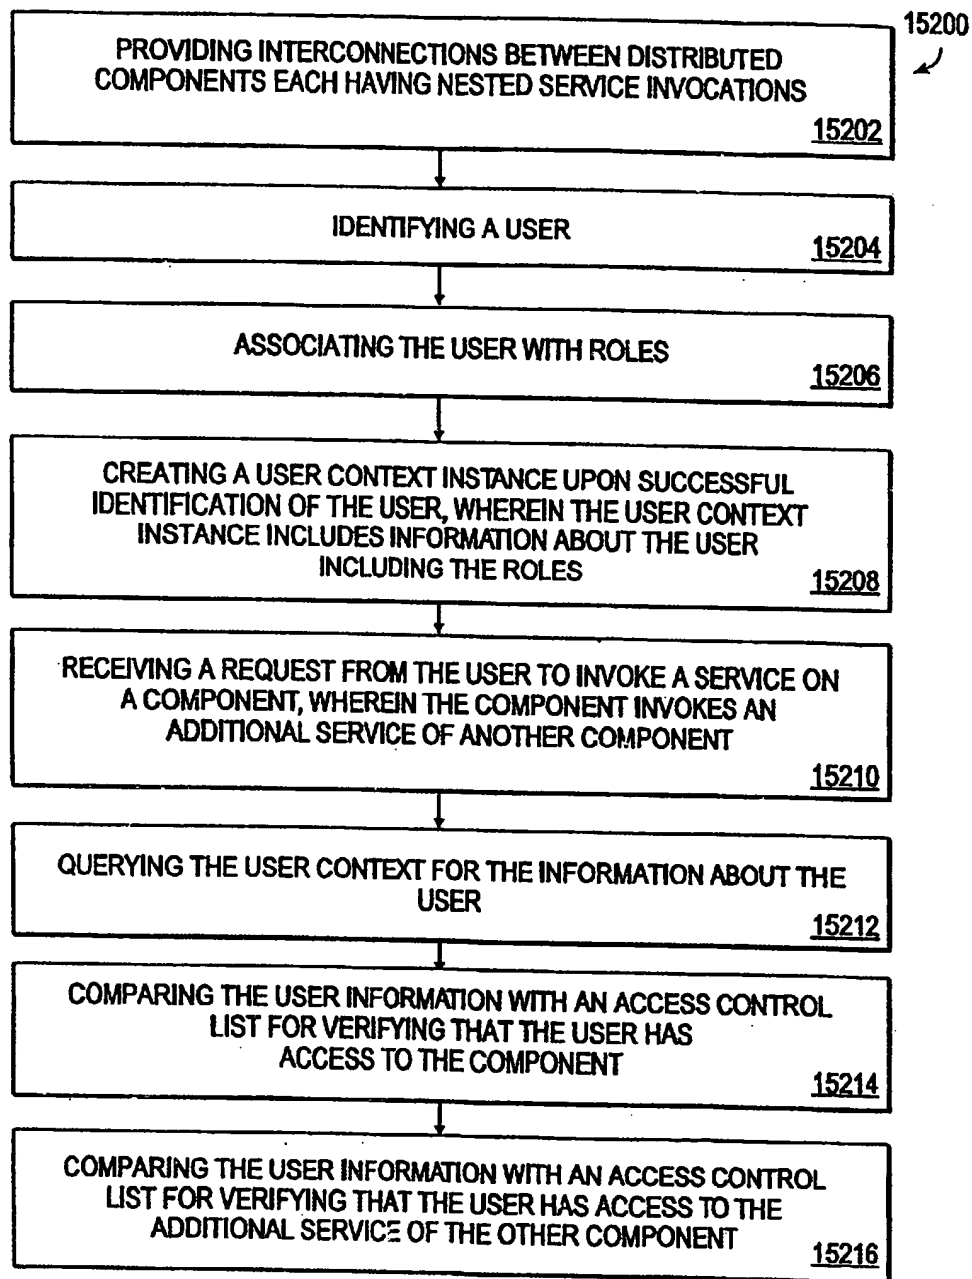 15200
PROVIDING INTERCONNECTIONS BETWEEN DISTRIBUTED
COMPONENTS EACH HAVING NESTED SERVICE INVOCATIONS
15202
IDENTIFYING A USER
15204
ASSOCIATING THE USER WITH ROLES
15206
CREATING A USER CONTEXT INSTANCE UPON SUCCESSFUL
IDENTIFICATION OF THE USER, WHEREIN THE USER CONTEXT
INSTANCE INCLUDES INFORMATION ABOUT THE USER
INCLUDING THE ROLES
15208
RECEIVING A REQUEST FROM THE USER TO INVOKE A SERVICE ON
A COMPONENT, WHEREIN THE COMPONENT INVOKES AN
ADDITIONAL SERVICE OF ANOTHER COMPONENT
15210
QUERYING THE USER CONTEXT FOR THE INFORMATION ABOUT THE
USER
15212
COMPARING THE USER INFORMATION WITH AN ACCESS CONTROL
LIST FOR VERIFYING THAT THE USER HAS
ACCESS TO THE COMPONENT
15214
COMPARING THE USER INFORMATION WITH AN ACCESS CONTROL
LIST FOR VERIFYING THAT THE USER HAS ACCESS TO THE
ADDITIONAL SERVICE OF THE OTHER COMPONENT
15216